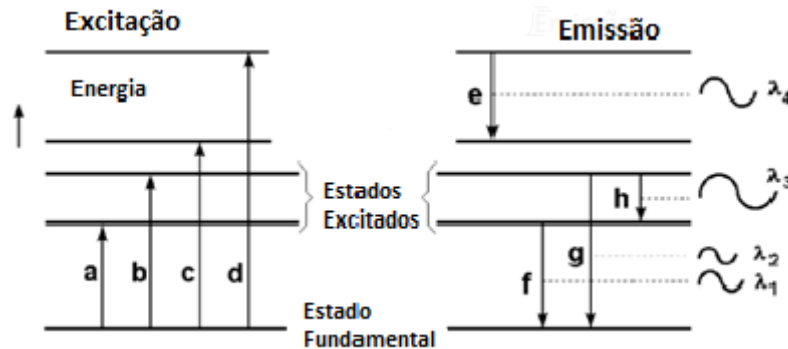 Excitação
Emissão
Energia
e
λ4
Estados
Excitados
h
λ3
a
b
c
d
f
g
λ2
λ1
Estado
Fundamental